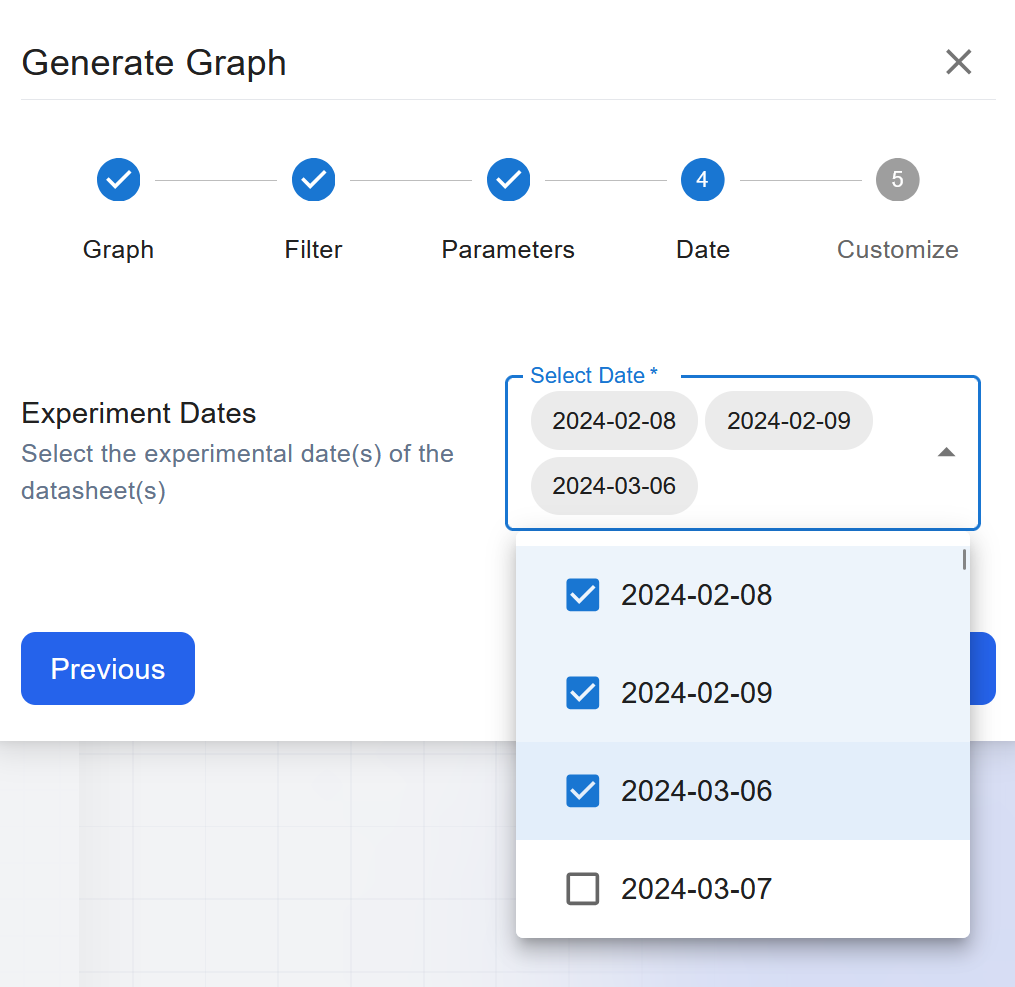 Generate Graph
4
5
Graph
Filter
Parameters
Date
Customize
Select Date *
Experiment Dates
Select the experimental date(s) of the
datasheet(s)
2024-02-08 2024-02-09
2024-03-06
2024-02-08
2024-02-09
2024-03-06
2024-03-07
Previous